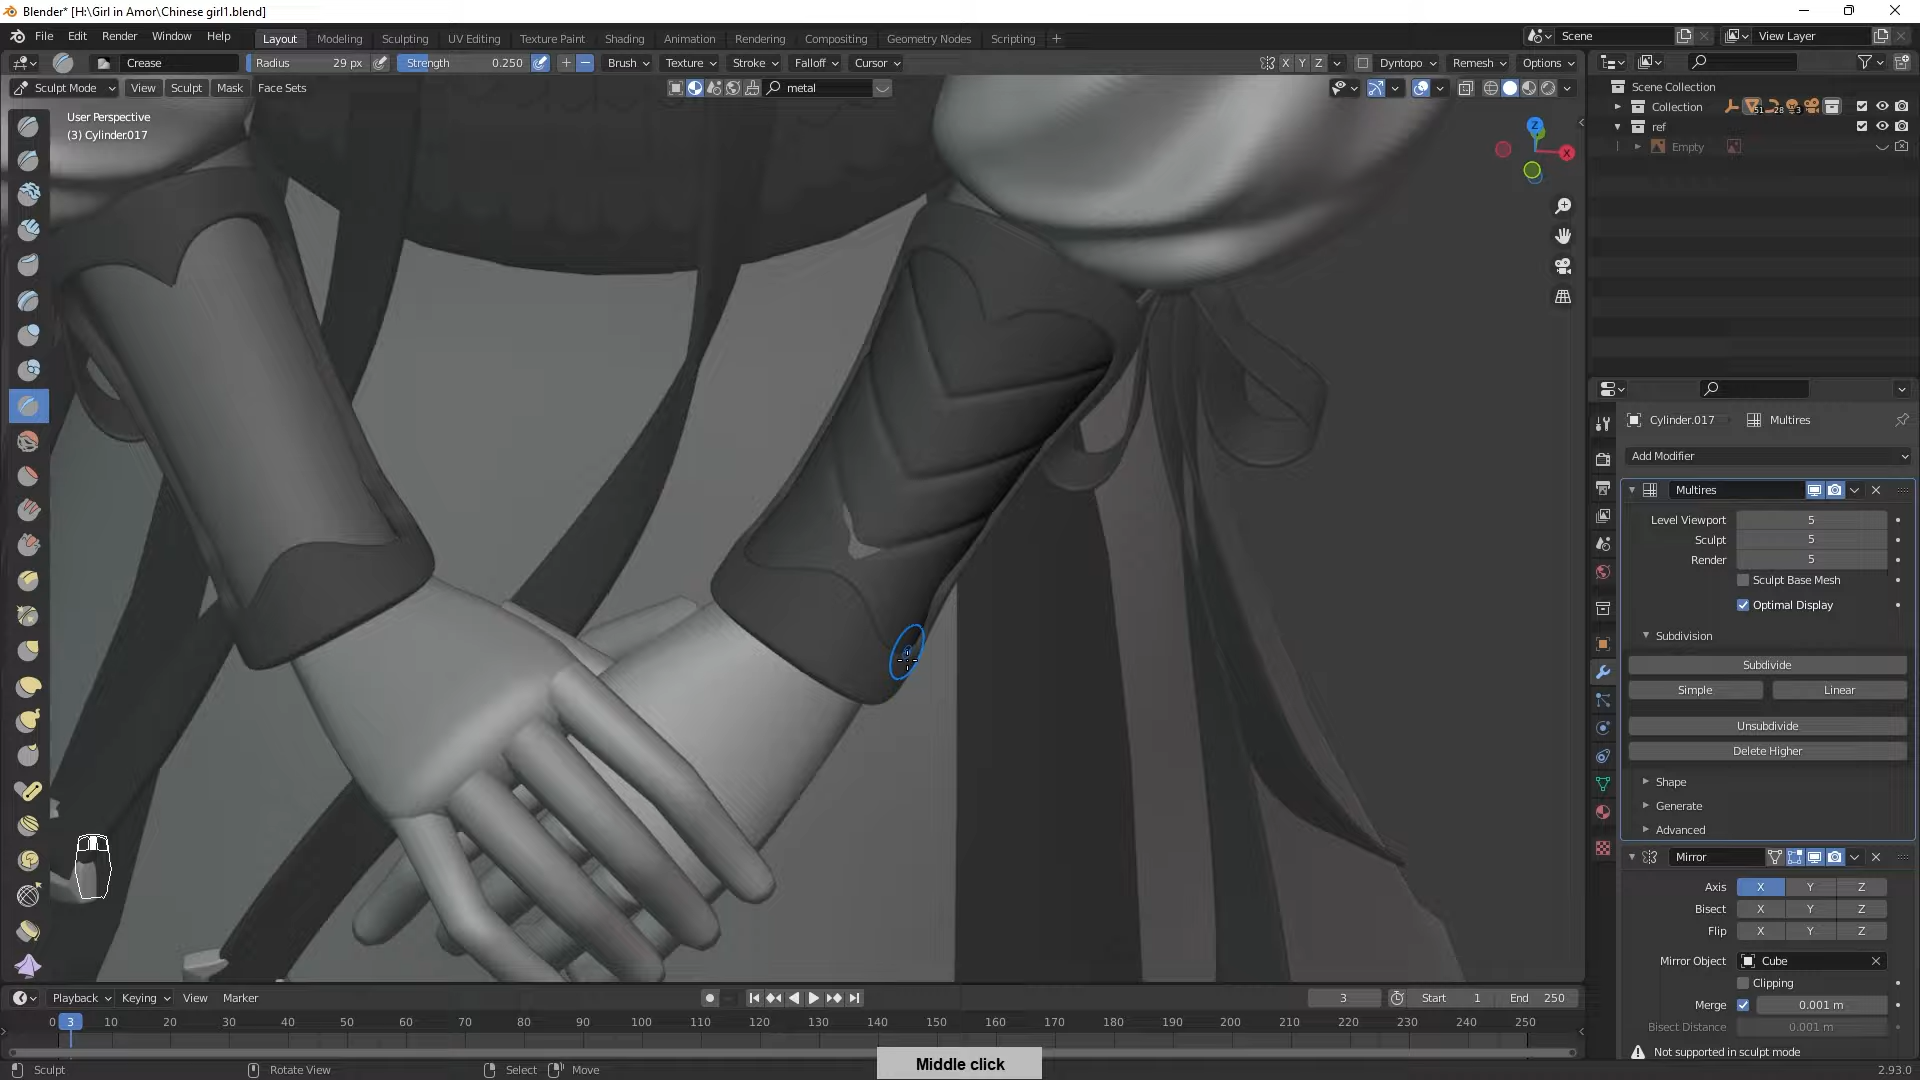 Blender* [H:\Girl in Amor\Chinese girl1.blend]
File Edit Render Window Help Layout Modeling Sculpting UV Editing Texture Paint Shading Animation Rendering Compositing Geometry Nodes Scripting + Scene View Layer
Crease Radius 29 px Strength 0.250 Brush Texture Stroke Falloff Cursor X Y Z Dyntopo Remesh Options
Sculpt Mode View Sculpt Mask Face Sets metal
User Perspective
(3) Cylinder.017
Z
X
Scene Collection
Collection 51 28 3
ref
Empty
Cylinder.017 Multires
Add Modifier
Multires
Level Viewport 5
Sculpt 5
Render 5
Sculpt Base Mesh
Optimal Display
Subdivision
Subdivide
Simple Linear
Unsubdivide
Delete Higher
Shape
Generate
Advanced
Mirror
Axis X Y Z
Bisect X Y Z
Flip X Y Z
Mirror Object Cube
Clipping
Merge 0.001 m
Bisect Distance 0.001 m
Not supported in sculpt mode
Playback Keying View Marker 3 Start 1 End 250
0 3 10 20 30 40 50 60 70 80 90 100 110 120 130 140 150 160 170 180 190 200 210 220 230 240 250
Middle click
Sculpt Rotate View Select Move 2.93.0